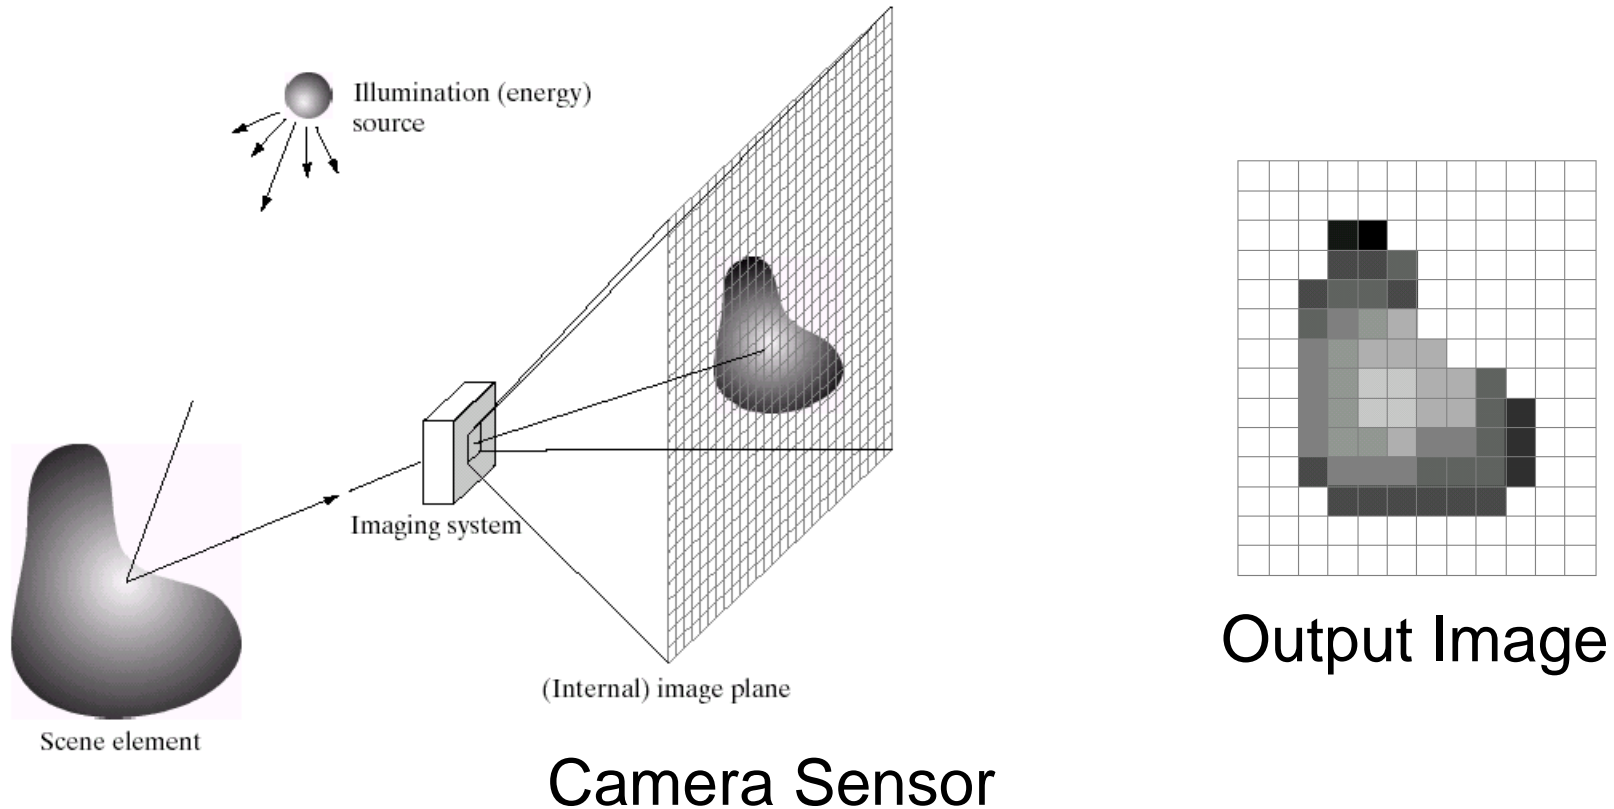 Illumination (energy)
source
Imaging system
(Internal) image plane
Scene element
Output Image
Camera Sensor